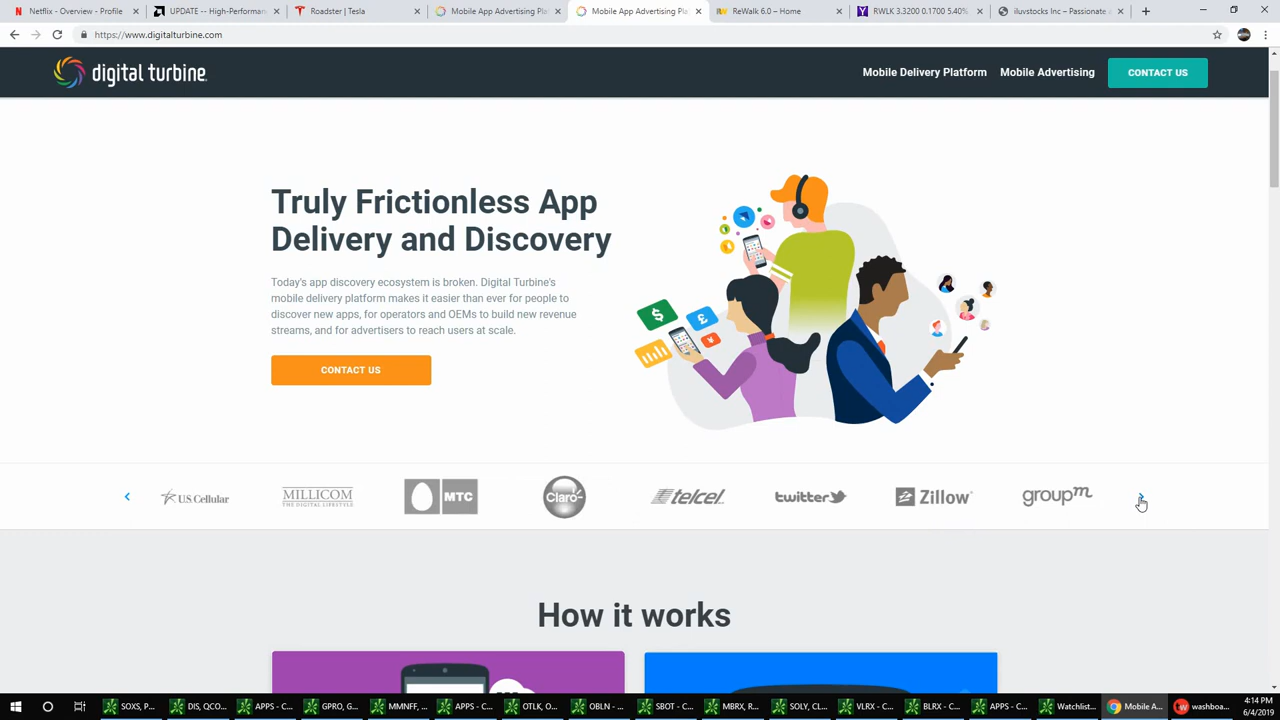 Netflix - Overview - Profile
UPDATE -- High-Performan
Roadster | Tesla
Mobile App Advertising Pla
Mobile App Advertising Pla
ReWalk 6.0 – Home
RWLK 3.3200 0.1700 5.40%
iluvstocks Inc – Passionate a
https://www.digitalturbine.com
digital turbine
Mobile Delivery Platform
Mobile Advertising
CONTACT US
Truly Frictionless App
Delivery and Discovery
Today's app discovery ecosystem is broken. Digital Turbine's
mobile delivery platform makes it easier than ever for people to
discover new apps, for operators and OEMs to build new revenue
streams, and for advertisers to reach users at scale.
CONTACT US
U.S. Cellular
MILLICOM
THE DIGITAL LIFESTYLE
MTC
Claro
telcel
twitter
Zillow
groupm
How it works
SOXS, P...
DIS, QCO...
APPS - C...
GPRO, G...
MMNFF, ...
APPS - C...
OTLK, O...
OBLN - ...
SBOT - C...
MBRX, R...
SOLY, CL...
VLRX - C...
BLRX - C...
APPS - C...
Watchlist...
Mobile A...
washboa...
4:14 PM
6/4/2019